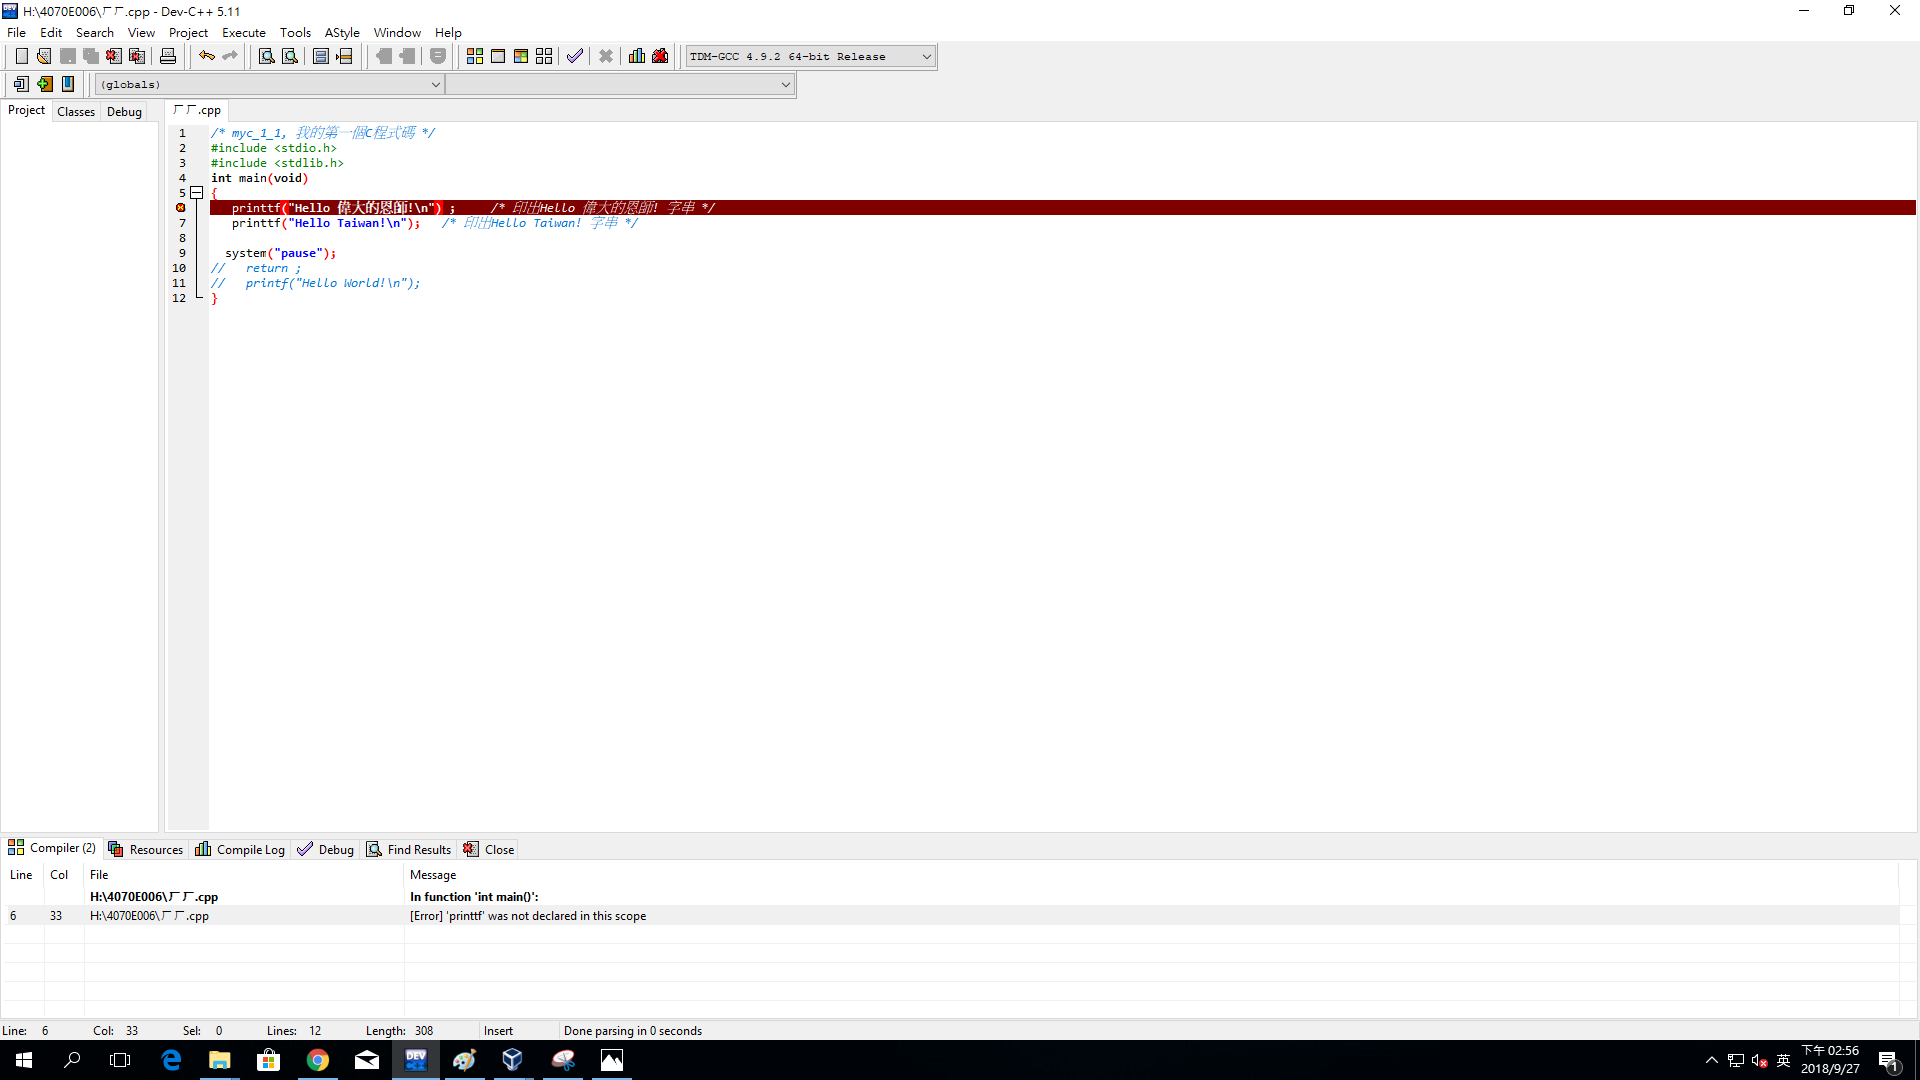 H:\4070E006\ㄏㄏ.cpp - Dev-C++ 5.11
File Edit Search View Project Execute Tools AStyle Window Help
TDM-GCC 4.9.2 64-bit Release
(globals)
Project Classes Debug ㄏㄏ.cpp
1 /* myc_1_1, 我的第一個C程式碼 */
2 #include <stdio.h>
3 #include <stdlib.h>
4 int main(void)
5 {
printtf("Hello 偉大的恩師!\n") ; /* 印出Hello 偉大的恩師! 字串 */
7 printtf("Hello Taiwan!\n"); /* 印出Hello Taiwan! 字串 */
8
9 system("pause");
10 // return ;
11 // printf("Hello World!\n");
12 }
Compiler (2) Resources Compile Log Debug Find Results Close
Line Col File Message
H:\4070E006\ㄏㄏ.cpp In function 'int main()':
6 33 H:\4070E006\ㄏㄏ.cpp [Error] 'printtf' was not declared in this scope
Line: 6 Col: 33 Sel: 0 Lines: 12 Length: 308 Insert Done parsing in 0 seconds
DEV
英
下午 02:56
2018/9/27
1